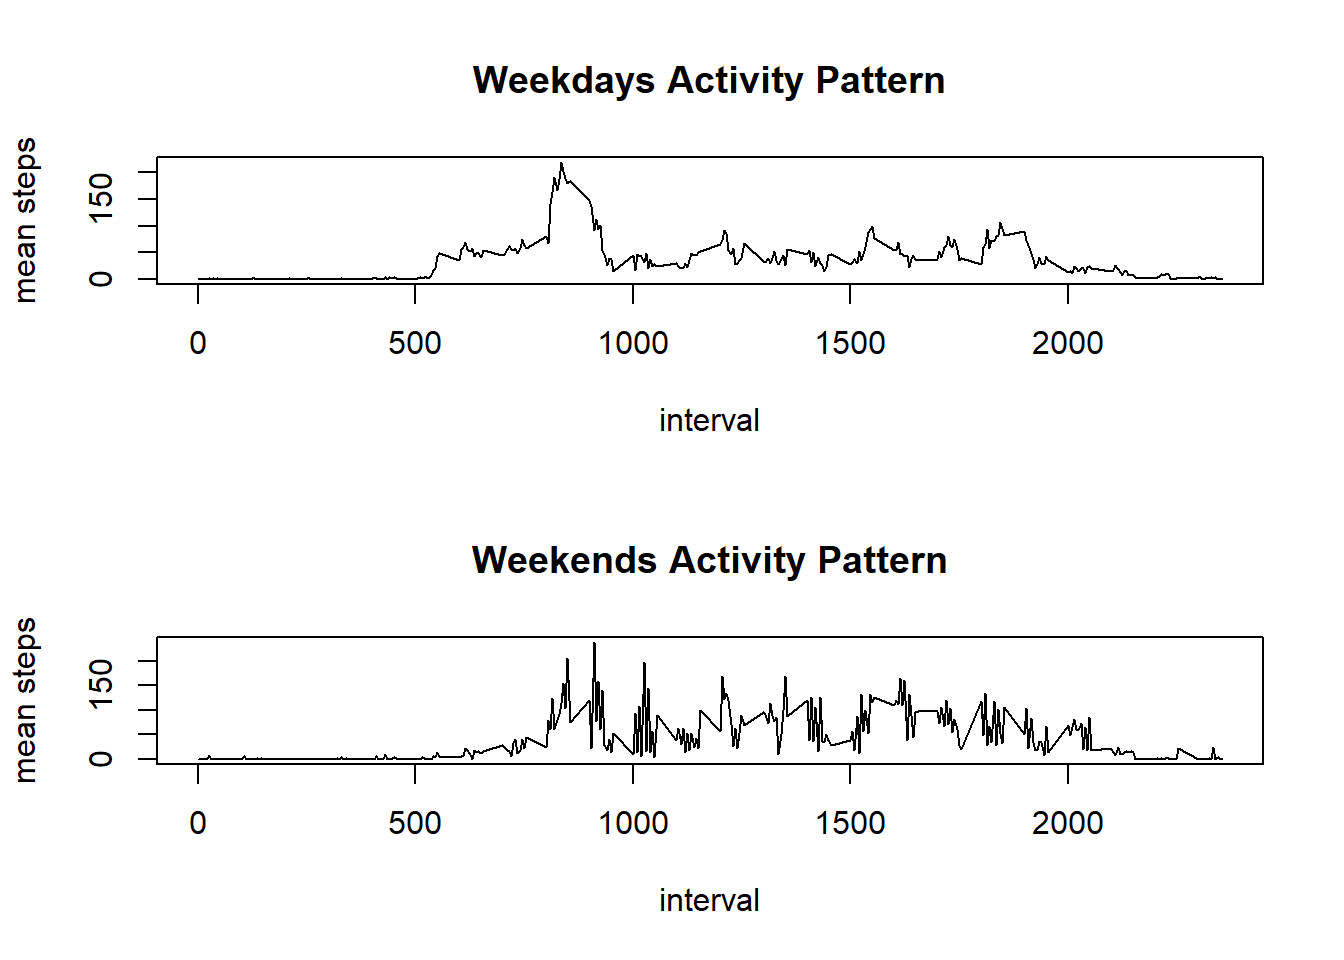 Weekdays Activity Pattern
mean steps
150
0
0 500 1000 1500 2000
interval
Weekends Activity Pattern
mean steps
150
0
0 500 1000 1500 2000
interval